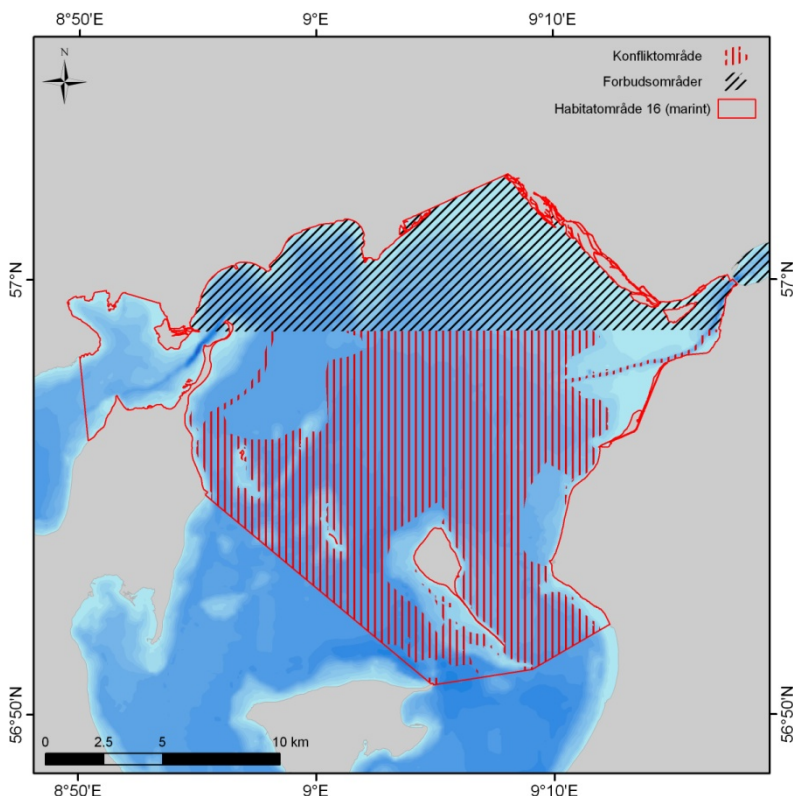 8°50'E 9°E 9°10'E
N
Konfliktområde
Forbudsområder
Habitatområde 16 (marint)
57°N 57°N
56°50'N 56°50'N
0 2.5 5 10 km
8°50'E 9°E 9°10'E